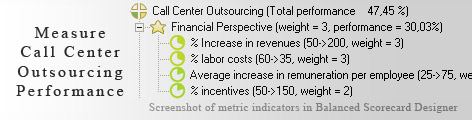 Measure
Call Center
Outsourcing
Performance
Call Center Outsourcing (Total performance 47,45 %)
Financial Perspective (weight = 3, performance = 30,03%)
% Increase in revenues (50->200, weight = 3)
% labor costs (60->35, weight = 3)
Average increase in remuneration per employee (25->75, we
% incentives (50->150, weight = 2)
Screenshot of metric indicators in Balanced Scorecard Designer